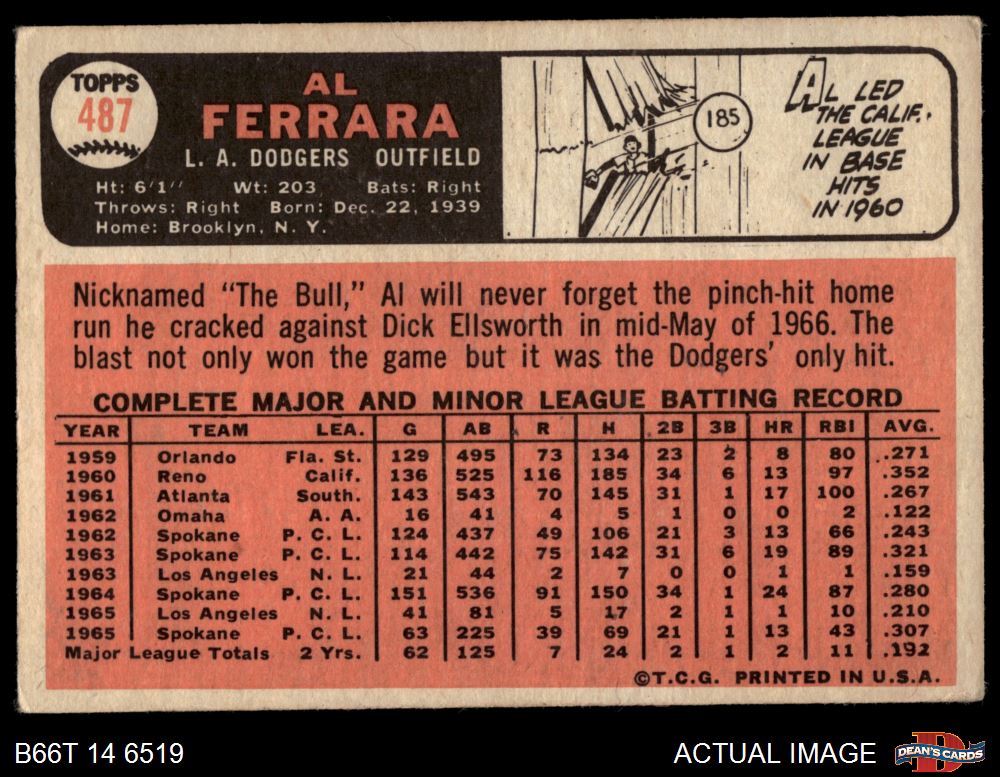 TOPPS
487
AL
FERRARA
L. A. DODGERS OUTFIELD
Ht: 6'1" Wt: 203 Bats: Right
Throws: Right Born: Dec. 22, 1939
Home: Brooklyn, N. Y.
185
AL LED
THE CALIF.
LEAGUE
IN BASE
HITS
IN 1960
Nicknamed "The Bull," Al will never forget the pinch-hit home
run he cracked against Dick Ellsworth in mid-May of 1966. The
blast not only won the game but it was the Dodgers' only hit.
COMPLETE MAJOR AND MINOR LEAGUE BATTING RECORD
YEAR TEAM LEA. G AB R H 2B 3B HR RBI AVG.
1959 Orlando Fla. St. 129 495 73 134 23 2 8 80 .271
1960 Reno Calif. 136 525 116 185 34 6 13 97 .352
1961 Atlanta South. 143 543 70 145 31 1 17 100 .267
1962 Omaha A. A. 16 41 4 5 1 0 0 2 .122
1962 Spokane P. C. L. 124 437 49 106 21 3 13 66 .243
1963 Spokane P. C. L. 114 442 75 142 31 6 19 89 .321
1963 Los Angeles N. L. 21 44 2 7 0 0 1 1 .159
1964 Spokane P. C. L. 151 536 91 150 34 1 24 87 .280
1965 Los Angeles N. L. 41 81 5 17 2 1 1 10 .210
1965 Spokane P. C. L. 63 225 39 69 21 1 13 43 .307
Major League Totals 2 Yrs. 62 125 7 24 2 1 2 11 .192
©T.C.G. PRINTED IN U.S.A.
B66T 14 6519
ACTUAL IMAGE
D
DEAN'S CARDS